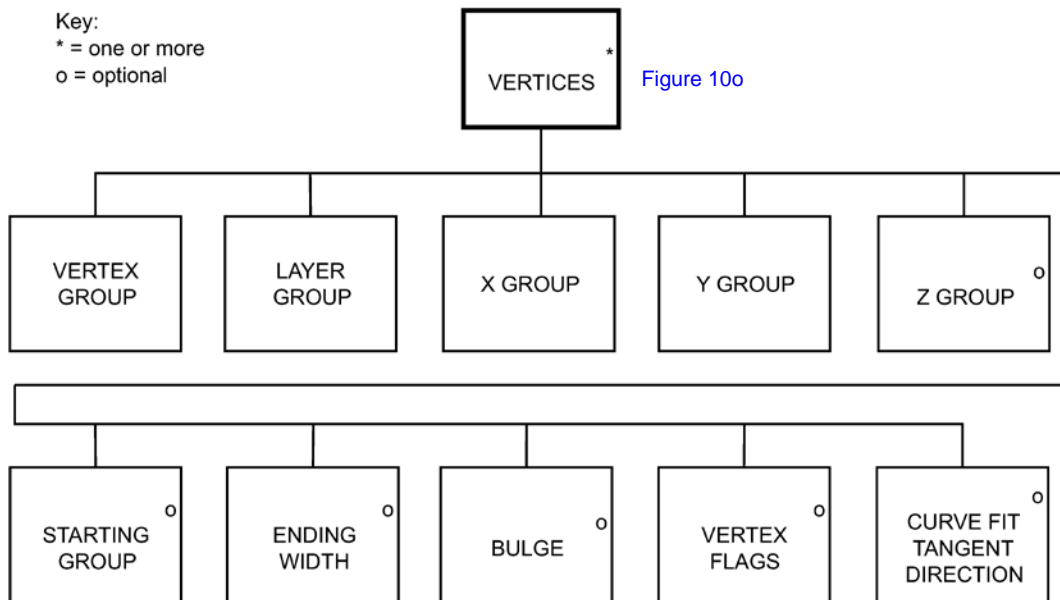 Key:
* = one or more
o = optional
*
VERTICES
Figure 10o
VERTEX
GROUP
LAYER
GROUP
X GROUP
Y GROUP
o
Z GROUP
o
STARTING
GROUP
o
ENDING
WIDTH
o
BULGE
o
VERTEX
FLAGS
o
CURVE FIT
TANGENT
DIRECTION